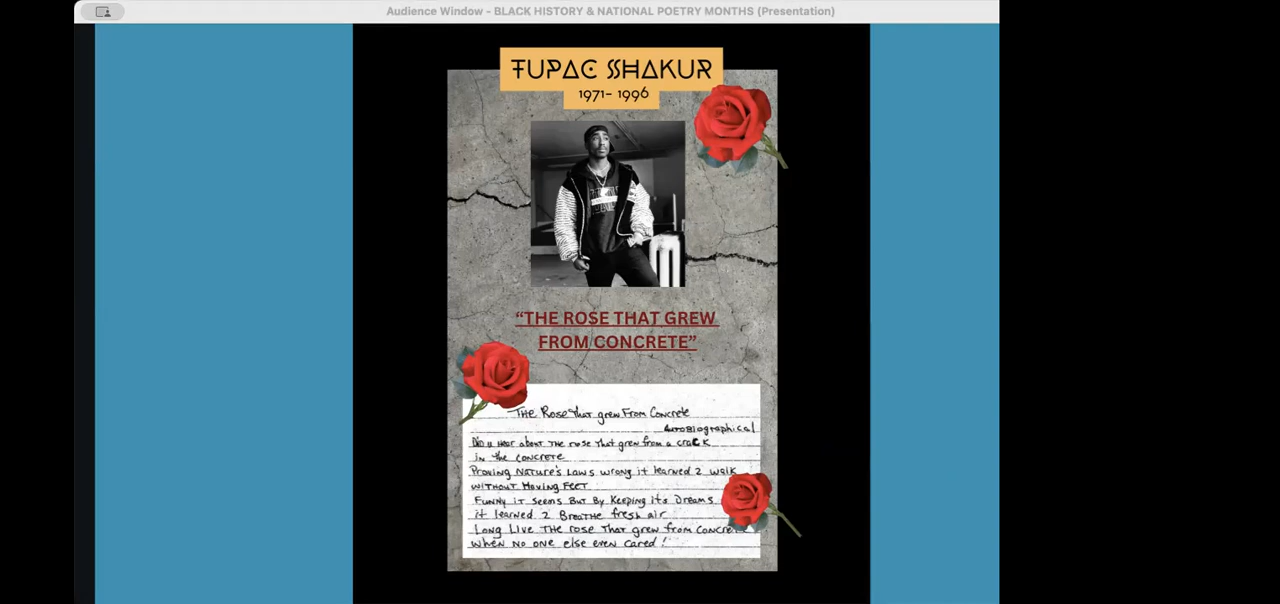 Audience Window - BLACK HISTORY & NATIONAL POETRY MONTHS (Presentation)
TUPAC SHAKUR
1971- 1996
“THE ROSE THAT GREW
FROM CONCRETE”
The Rose That grew From Concrete
Autobiographical
Did u hear about the rose that grew from a crack
in the concrete
Proving Nature's Laws wrong it learned 2 walk
without Having Feet
Funny it seems But By Keeping its Dreams
it learned 2 Breathe fresh air
Long Live The rose That grew from concre
when no one else even cared!